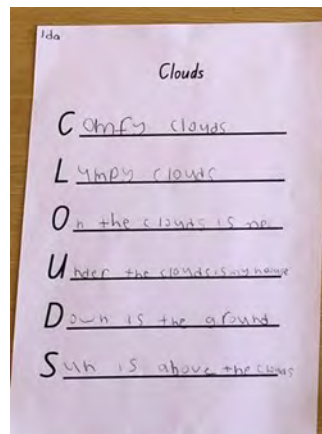 Ida
Clouds
Comfy clouds
Lympy clouds
On the clouds is me
Under the clouds is my house
Down is the ground
Sun is above the clouds